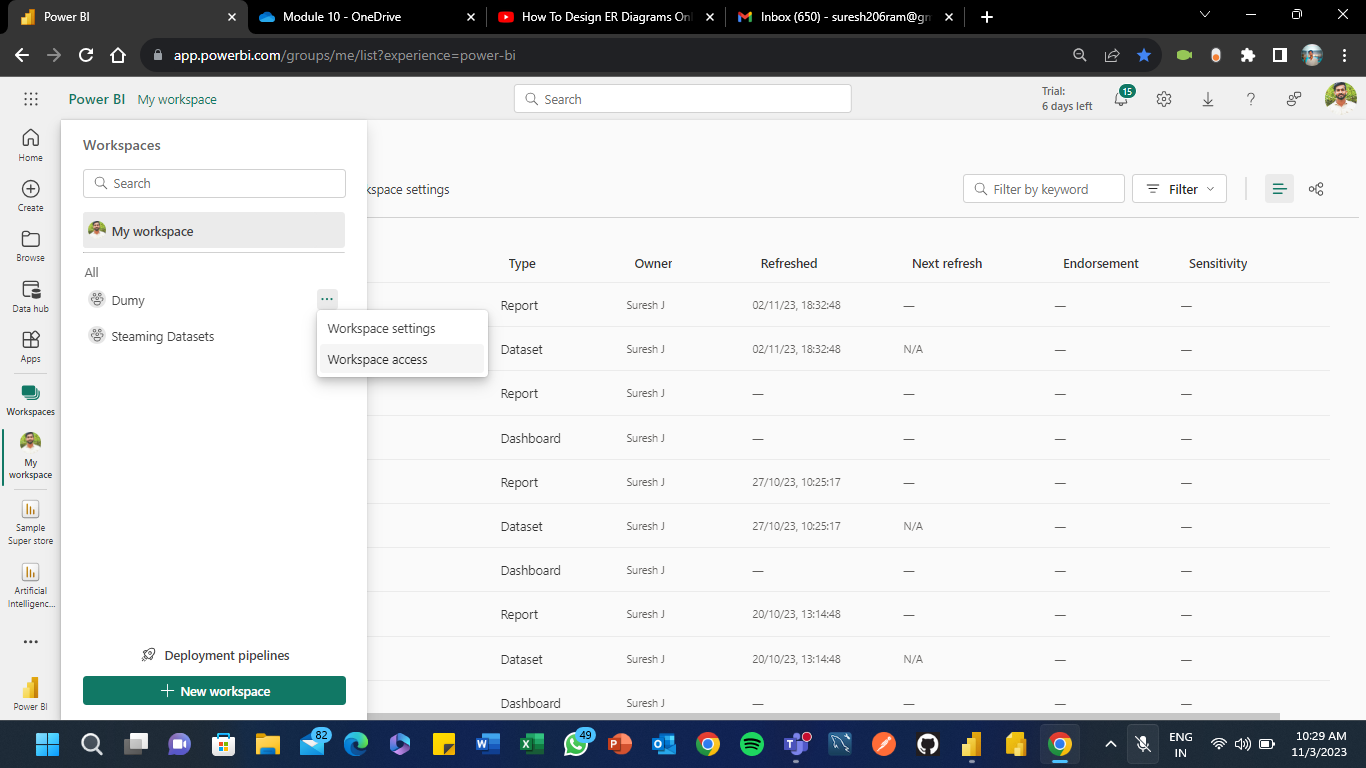 Power BI
Module 10 - OneDrive
How To Design ER Diagrams Onl
Inbox (650) - suresh206ram@gm
app.powerbi.com/groups/me/list?experience=power-bi
Power BI My workspace
Search
Trial:
6 days left
15
Home
Create
Browse
Data hub
Apps
Workspaces
My
workspace
Sample
Super store
Artificial
Intelligenc...
Power BI
Workspaces
Search
My workspace
All
Dumy
Steaming Datasets
Workspace settings
Workspace access
Deployment pipelines
New workspace
kspace settings
Filter by keyword
Filter
Type Owner Refreshed Next refresh Endorsement Sensitivity
Report Suresh J 02/11/23, 18:32:48 — — —
Dataset Suresh J 02/11/23, 18:32:48 N/A — —
Report Suresh J — — — —
Dashboard Suresh J — — — —
Report Suresh J 27/10/23, 10:25:17 — — —
Dataset Suresh J 27/10/23, 10:25:17 N/A — —
Dashboard Suresh J — — — —
Report Suresh J 20/10/23, 13:14:48 — — —
Dataset Suresh J 20/10/23, 13:14:48 N/A — —
Dashboard Suresh J — — — —
82
49
ENG
IN
10:29 AM
11/3/2023